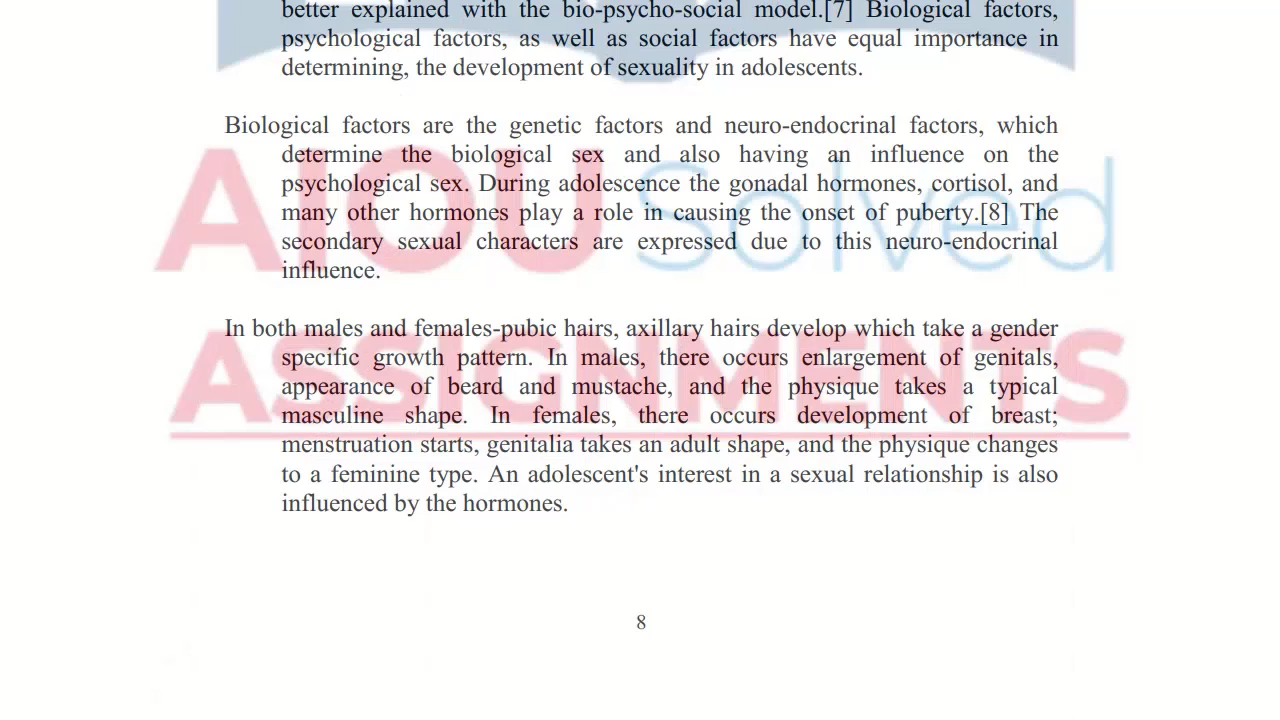 better explained with the bio-psycho-social model.[7] Biological factors,
psychological factors, as well as social factors have equal importance in
determining, the development of sexuality in adolescents.
Biological factors are the genetic factors and neuro-endocrinal factors, which
determine the biological sex and also having an influence on the
psychological sex. During adolescence the gonadal hormones, cortisol, and
many other hormones play a role in causing the onset of puberty.[8] The
secondary sexual characters are expressed due to this neuro-endocrinal
influence.
In both males and females-pubic hairs, axillary hairs develop which take a gender
specific growth pattern. In males, there occurs enlargement of genitals,
appearance of beard and mustache, and the physique takes a typical
masculine shape. In females, there occurs development of breast;
menstruation starts, genitalia takes an adult shape, and the physique changes
to a feminine type. An adolescent's interest in a sexual relationship is also
influenced by the hormones.
8
AIOU Solved
ASSIGNMENTS